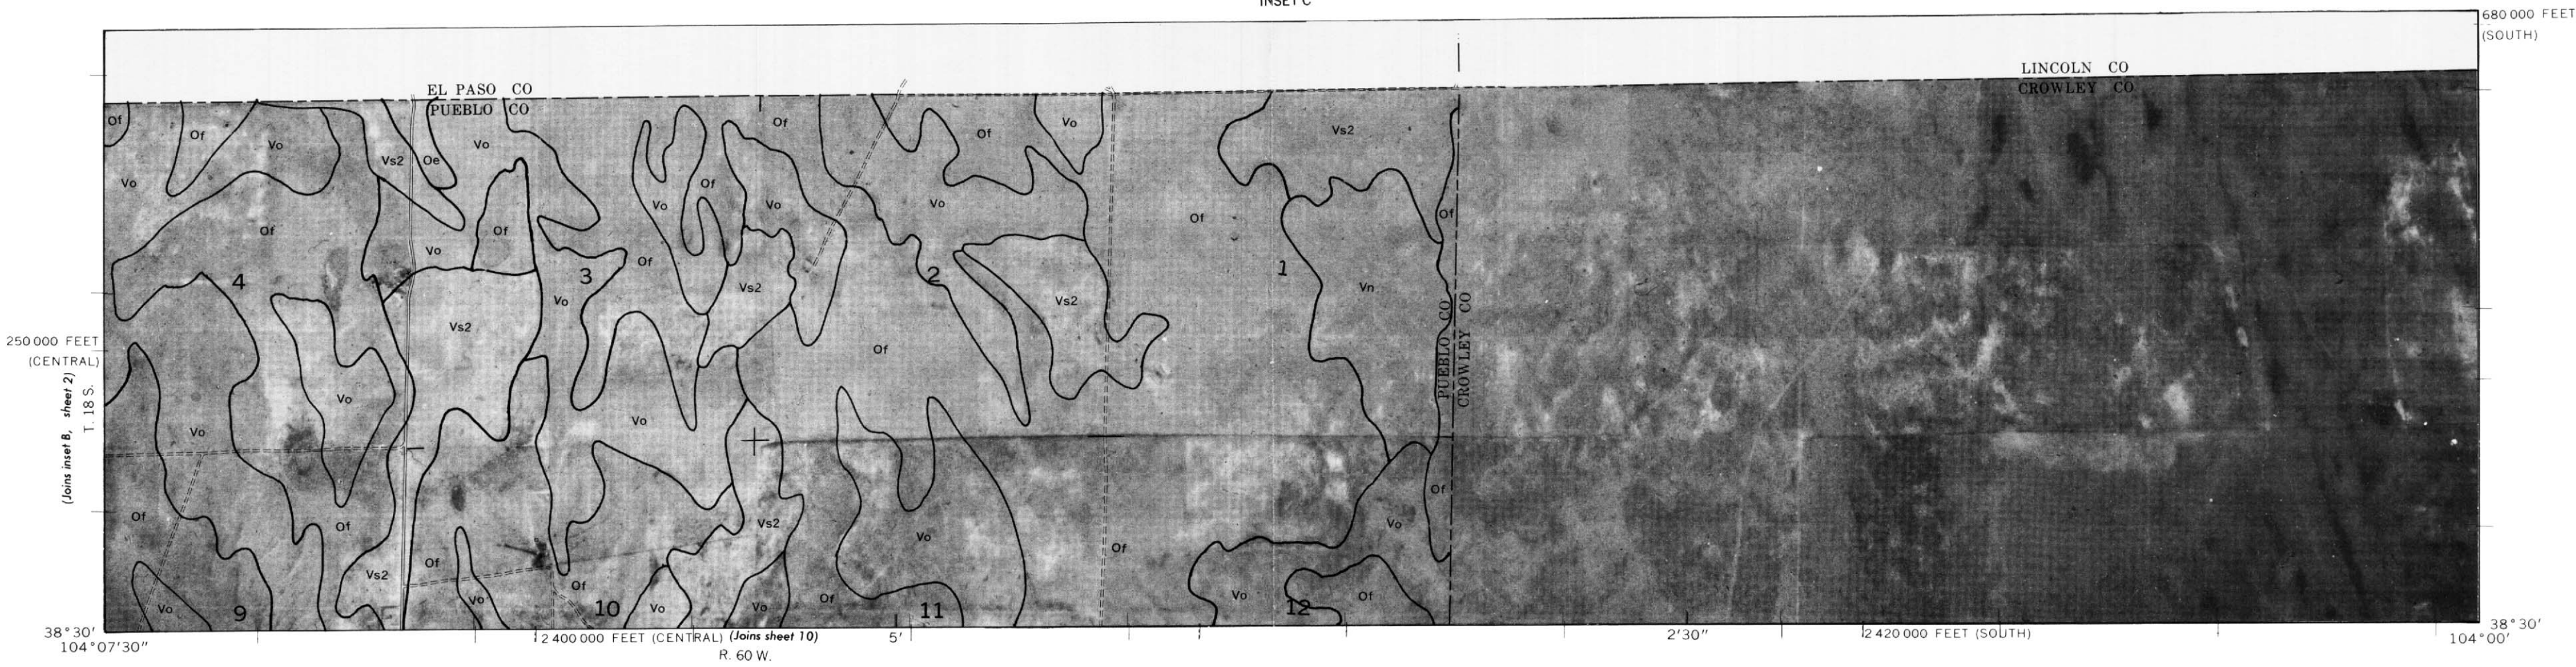 INSET C
680 000 FEET
(SOUTH)
EL PASO CO
PUEBLO CO
LINCOLN CO
CROWLEY CO
Of
Of
Vo
Vs2
Oe
Vo
Of
Of
Vo
Vs2
Vo
Of
Vo
Vo
Vo
Of
Of
Of
Vo
Of
Of
Vo
4
3
Vo
Vs2
2
Vs2
1
Vn
Vs2
250 000 FEET
(CENTRAL)
(Joins inset B, sheet 2)
T. 18 S.
PUEBLO CO
CROWLEY CO
Of
Vo
Vo
Vo
Of
Of
Of
Vs2
Vo
Of
Vo
Vs2
Of
Of
Vo
9
Vo
10
Vo
Vo
Of
11
Vo
12
Of
38°30'
104°07'30"
2 400 000 FEET (CENTRAL) (Joins sheet 10)
R. 60 W.
5'
2'30"
2 420 000 FEET (SOUTH)
38°30'
104°00'